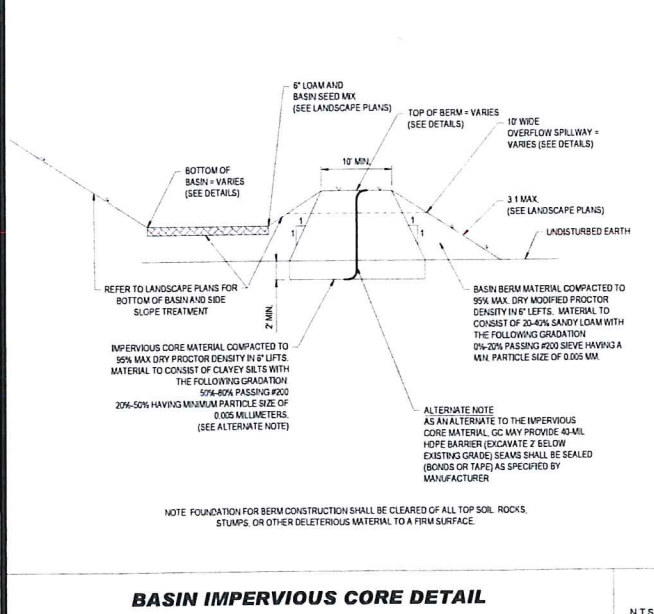 6" LOAM AND
BASIN SEED MIX
(SEE LANDSCAPE PLANS)
TOP OF BERM = VARIES
(SEE DETAILS)
10' WIDE
OVERFLOW SPILLWAY =
VARIES (SEE DETAILS)
10' MIN.
BOTTOM OF
BASIN = VARIES
(SEE DETAILS)
3:1 MAX.
(SEE LANDSCAPE PLANS)
1
1
1
1
UNDISTURBED EARTH
REFER TO LANDSCAPE PLANS FOR
BOTTOM OF BASIN AND SIDE
SLOPE TREATMENT
2' MIN.
BASIN BERM MATERIAL COMPACTED TO
95% MAX. DRY MODIFIED PROCTOR
DENSITY IN 6" LEFTS. MATERIAL TO
CONSIST OF 20-40% SANDY LOAM WITH
THE FOLLOWING GRADATION
0%-20% PASSING #200 SIEVE HAVING A
MIN. PARTICLE SIZE OF 0.005 MM.
IMPERVIOUS CORE MATERIAL COMPACTED TO
95% MAX DRY PROCTOR DENSITY IN 6" LIFTS.
MATERIAL TO CONSIST OF CLAYEY SILTS WITH
THE FOLLOWING GRADATION
50%-80% PASSING #200
20%-50% HAVING MINIMUM PARTICLE SIZE OF
0.005 MILLIMETERS.
(SEE ALTERNATE NOTE)
ALTERNATE NOTE
AS AN ALTERNATE TO THE IMPERVIOUS
CORE MATERIAL, GC MAY PROVIDE 40-MIL
HDPE BARRIER (EXCAVATE 2' BELOW
EXISTING GRADE) SEAMS SHALL BE SEALED
(BONDS OR TAPE) AS SPECIFIED BY
MANUFACTURER
NOTE FOUNDATION FOR BERM CONSTRUCTION SHALL BE CLEARED OF ALL TOP SOIL ROCKS,
STUMPS, OR OTHER DELETERIOUS MATERIAL TO A FIRM SURFACE.
BASIN IMPERVIOUS CORE DETAIL
N.T.S